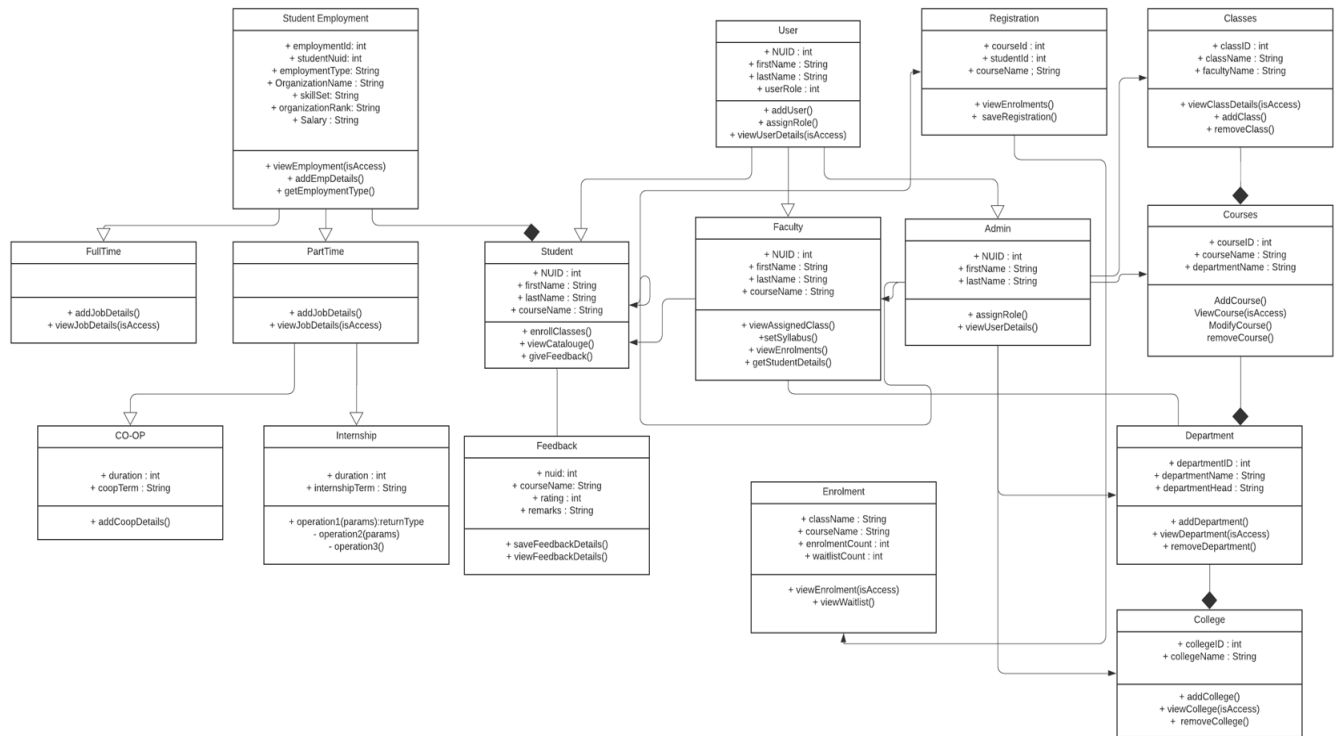 Student Employment
+ employmentId: int
+ studentNuid: int
+ employmentType: String
+ OrganizationName : String
+ skillSet: String
+ organizationRank: String
+ Salary : String
+ viewEmployment(isAccess)
+ addEmpDetails()
+ getEmploymentType()
User
+ NUID : int
+ firstName : String
+ lastName : String
+ userRole : int
+ addUser()
+ assignRole()
+ viewUserDetails(isAccess)
Registration
+ courseId : int
+ studentId : int
+ courseName ; String
+ viewEnrolments()
+ saveRegistration()
Classes
+ classID : int
+ className : String
+ facultyName : String
+ viewClassDetails(isAccess)
+ addClass()
+ removeClass()
FullTime
+ addJobDetails()
+ viewJobDetails(isAccess)
PartTime
+ addJobDetails()
+ viewJobDetails(isAccess)
Student
+ NUID : int
+ firstName : String
+ lastName : String
+ courseName : String
+ enrollClasses()
+ viewCatalouge()
+ giveFeedback()
Faculty
+ NUID : int
+ firstName : String
+ lastName : String
+ courseName : String
+ viewAssignedClass()
+setSyllabus()
+ viewEnrolments()
+ getStudentDetails()
Admin
+ NUID : int
+ firstName : String
+ lastName : String
+ assignRole()
+ viewUserDetails()
Courses
+ courseID : int
+ courseName : String
+ departmentName : String
AddCourse()
ViewCourse(isAccess)
ModifyCourse()
removeCourse()
CO-OP
+ duration : int
+ coopTerm : String
+ addCoopDetails()
Internship
+ duration : int
+ internshipTerm : String
+ operation1(params):returnType
- operation2(params)
- operation3()
Feedback
+ nuid: int
+ courseName: String
+ rating : int
+ remarks : String
+ saveFeedbackDetails()
+ viewFeedbackDetails()
Enrolment
+ className : String
+ courseName : String
+ enrolmentCount : int
+ waitlistCount : int
+ viewEnrolment(isAccess)
+ viewWaitlist()
Department
+ departmentID : int
+ departmentName : String
+ departmentHead : String
+ addDepartment()
+ viewDepartment(isAccess)
+ removeDepartment()
College
+ collegeID : int
+ collegeName : String
+ addCollege()
+ viewCollege(isAccess)
+ removeCollege()